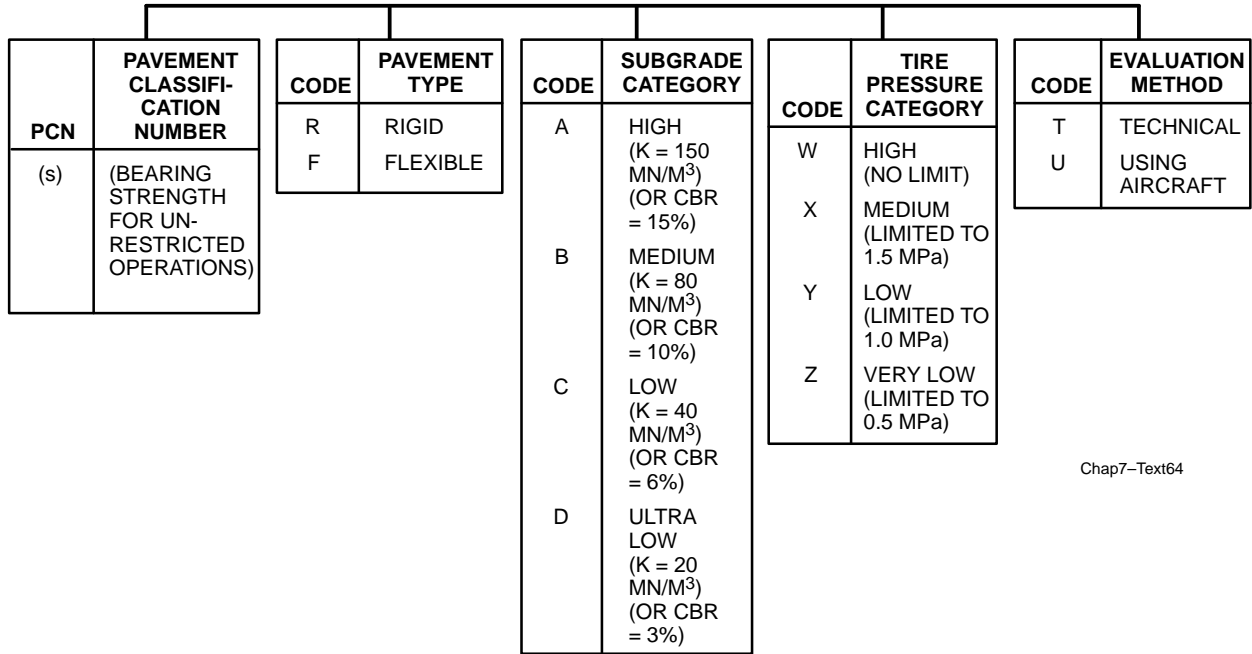 PCN
PAVEMENT
CLASSIFI-
CATION
NUMBER
(s)
(BEARING
STRENGTH
FOR UN-
RESTRICTED
OPERATIONS)
CODE
PAVEMENT
TYPE
R RIGID
F FLEXIBLE
CODE
SUBGRADE
CATEGORY
A HIGH
(K = 150
MN/M3)
(OR CBR
= 15%)
B MEDIUM
(K = 80
MN/M3)
(OR CBR
= 10%)
C LOW
(K = 40
MN/M3)
(OR CBR
= 6%)
D ULTRA
LOW
(K = 20
MN/M3)
(OR CBR
= 3%)
CODE
TIRE
PRESSURE
CATEGORY
W HIGH
(NO LIMIT)
X MEDIUM
(LIMITED TO
1.5 MPa)
Y LOW
(LIMITED TO
1.0 MPa)
Z VERY LOW
(LIMITED TO
0.5 MPa)
CODE
EVALUATION
METHOD
T TECHNICAL
U USING
AIRCRAFT
Chap7–Text64